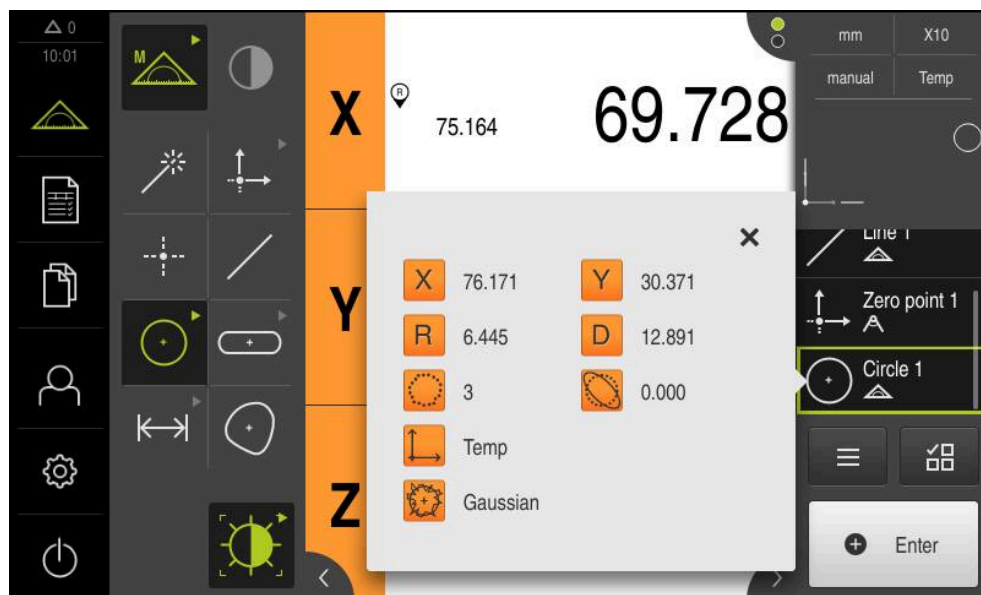 0
10:01
M
X
R
75.164
69.728
mm
X10
manual
Temp
Y
Z
X 76.171
Y 30.371
R 6.445
D 12.891
3
0.000
Temp
Gaussian
Line 1
Zero point 1
Circle 1
Enter